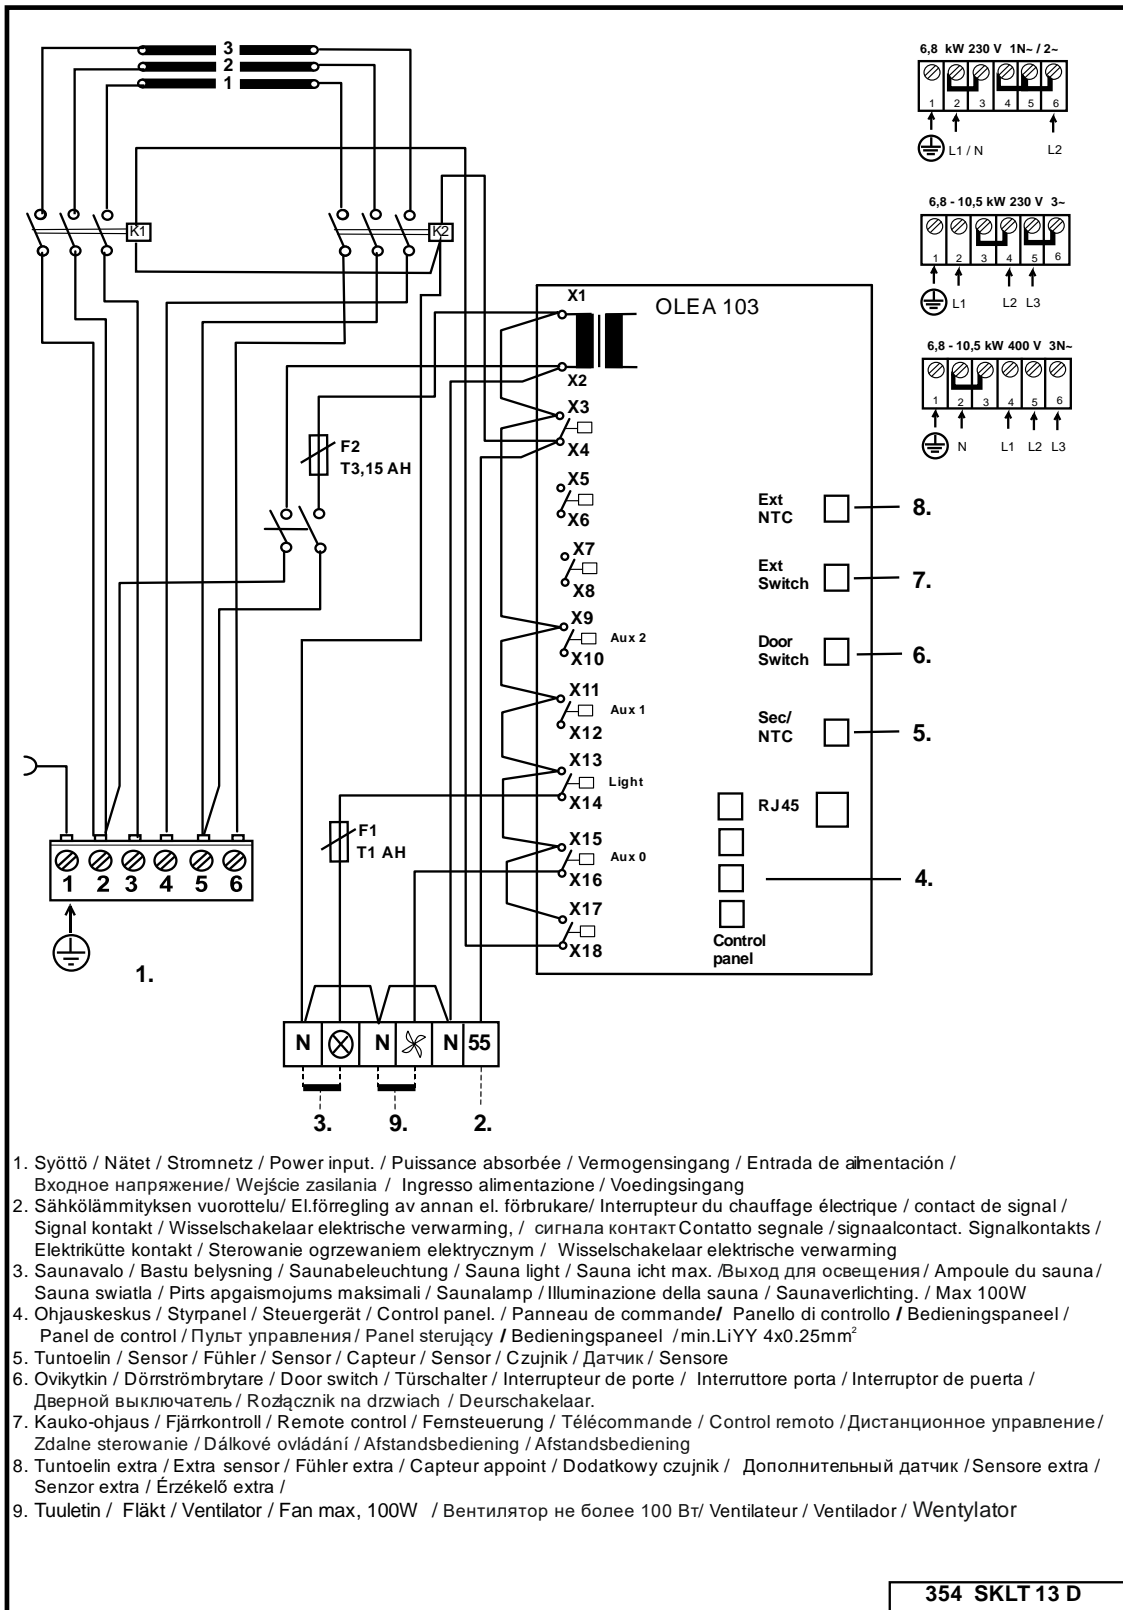 3
2
1
K1
K2
6,8 kW 230 V 1N~ / 2~
1 2 3 4 5 6
L1 / N L2
6,8 - 10,5 kW 230 V 3~
1 2 3 4 5 6
L1 L2 L3
6,8 - 10,5 kW 400 V 3N~
1 2 3 4 5 6
N L1 L2 L3
OLEA 103
X1
X2
X3
X4
X5
X6
X7
X8
X9
Aux 2
X10
X11
Aux 1
X12
X13
Light
X14
X15
Aux 0
X16
X17
X18
F2
T3,15 AH
F1
T1 AH
Ext
NTC
8.
Ext
Switch
7.
Door
Switch
6.
Sec/
NTC
5.
RJ45
4.
Control
panel
1 2 3 4 5 6
1.
N N N 55
3. 9. 2.
1. Syöttö / Nätet / Stromnetz / Power input. / Puissance absorbée / Vermogensingang / Entrada de alimentación /
Входное напряжение/ Wejście zasilania / Ingresso alimentazione / Voedingsingang
2. Sähkölämmityksen vuorottelu/ El.förregling av annan el. förbrukare/ Interrupteur du chauffage électrique / contact de signal /
Signal kontakt / Wisselschakelaar elektrische verwarming, / сигнала контакт Contatto segnale /signaalcontact. Signalkontakts /
Elektrikütte kontakt / Sterowanie ogrzewaniem elektrycznym / Wisselschakelaar elektrische verwarming
3. Saunavalo / Bastu belysning / Saunabeleuchtung / Sauna light / Sauna icht max. /Выход для освещения / Ampoule du sauna/
Sauna swiatla / Pirts apgaismojums maksimali / Saunalamp / Illuminazione della sauna / Saunaverlichting. / Max 100W
4. Ohjauskeskus / Styrpanel / Steuergerät / Control panel. / Panneau de commande/ Panello di controllo / Bedieningspaneel /
Panel de control / Пульт управления / Panel sterujący / Bedieningspaneel /min.LiYY 4x0.25mm²
5. Tuntoelin / Sensor / Fühler / Sensor / Capteur / Sensor / Czujnik / Датчик / Sensore
6. Ovikytkin / Dörrströmbrytare / Door switch / Türschalter / Interrupteur de porte / Interruttore porta / Interruptor de puerta /
Дверной выключатель / Rozłącznik na drzwiach / Deurschakelaar.
7. Kauko-ohjaus / Fjärrkontroll / Remote control / Fernsteuerung / Télécommande / Control remoto /Дистанционное управление/
Zdalne sterowanie / Dálkové ovládání / Afstandsbediening / Afstandsbediening
8. Tuntoelin extra / Extra sensor / Fühler extra / Capteur appoint / Dodatkowy czujnik / Дополнительный датчик /Sensore extra /
Senzor extra / Érzékelő extra /
9. Tuuletin / Fläkt / Ventilator / Fan max, 100W / Вентилятор не более 100 Вт/ Ventilateur / Ventilador / Wentylator
354 SKLT 13 D